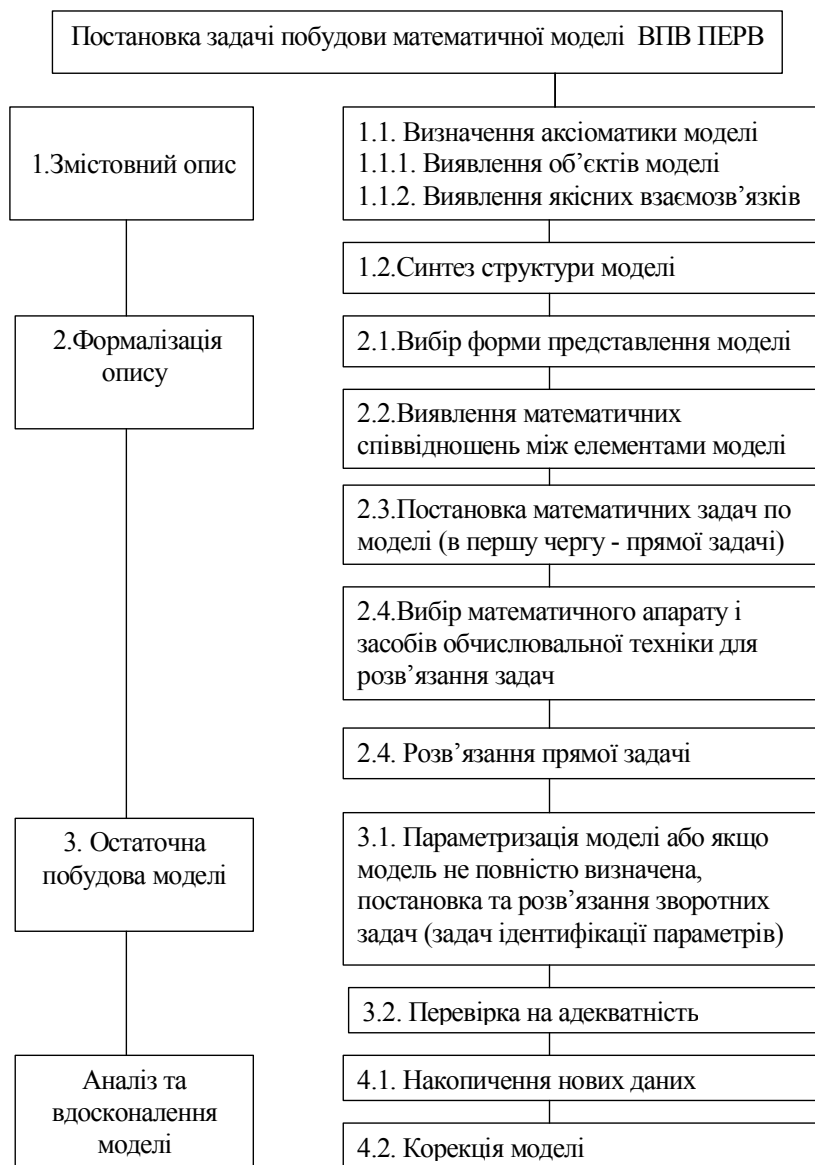 Постановка задачі побудови математичної моделі ВПВ ПЕРВ
1.Змістовний опис
1.1. Визначення аксіоматики моделі
1.1.1. Виявлення об’єктів моделі
1.1.2. Виявлення якісних взаємозв’язків
1.2.Синтез структури моделі
2.Формалізація
опису
2.1.Вибір форми представлення моделі
2.2.Виявлення математичних
співвідношень між елементами моделі
2.3.Постановка математичних задач по
моделі (в першу чергу - прямої задачі)
2.4.Вибір математичного апарату і
засобів обчислювальної техніки для
розв’язання задач
2.4. Розв’язання прямої задачі
3. Остаточна
побудова моделі
3.1. Параметризація моделі або якщо
модель не повністю визначена,
постановка та розв’язання зворотних
задач (задач ідентифікації параметрів)
3.2. Перевірка на адекватність
Аналіз та
вдосконалення
моделі
4.1. Накопичення нових даних
4.2. Корекція моделі